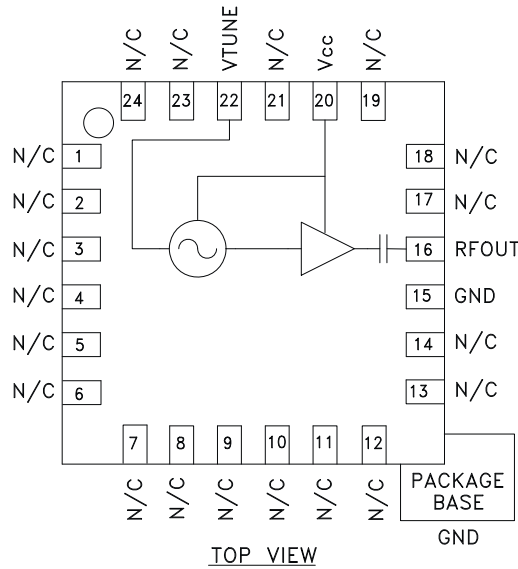 N/C
N/C
VTUNE
N/C
Vcc
N/C
24
23
22
21
20
19
N/C 1
N/C 2
N/C 3
N/C 4
N/C 5
N/C 6
18 N/C
17 N/C
16 RFOUT
15 GND
14 N/C
13 N/C
7
8
9
10
11
12
N/C
N/C
N/C
N/C
N/C
N/C
PACKAGE
BASE
GND
TOP VIEW